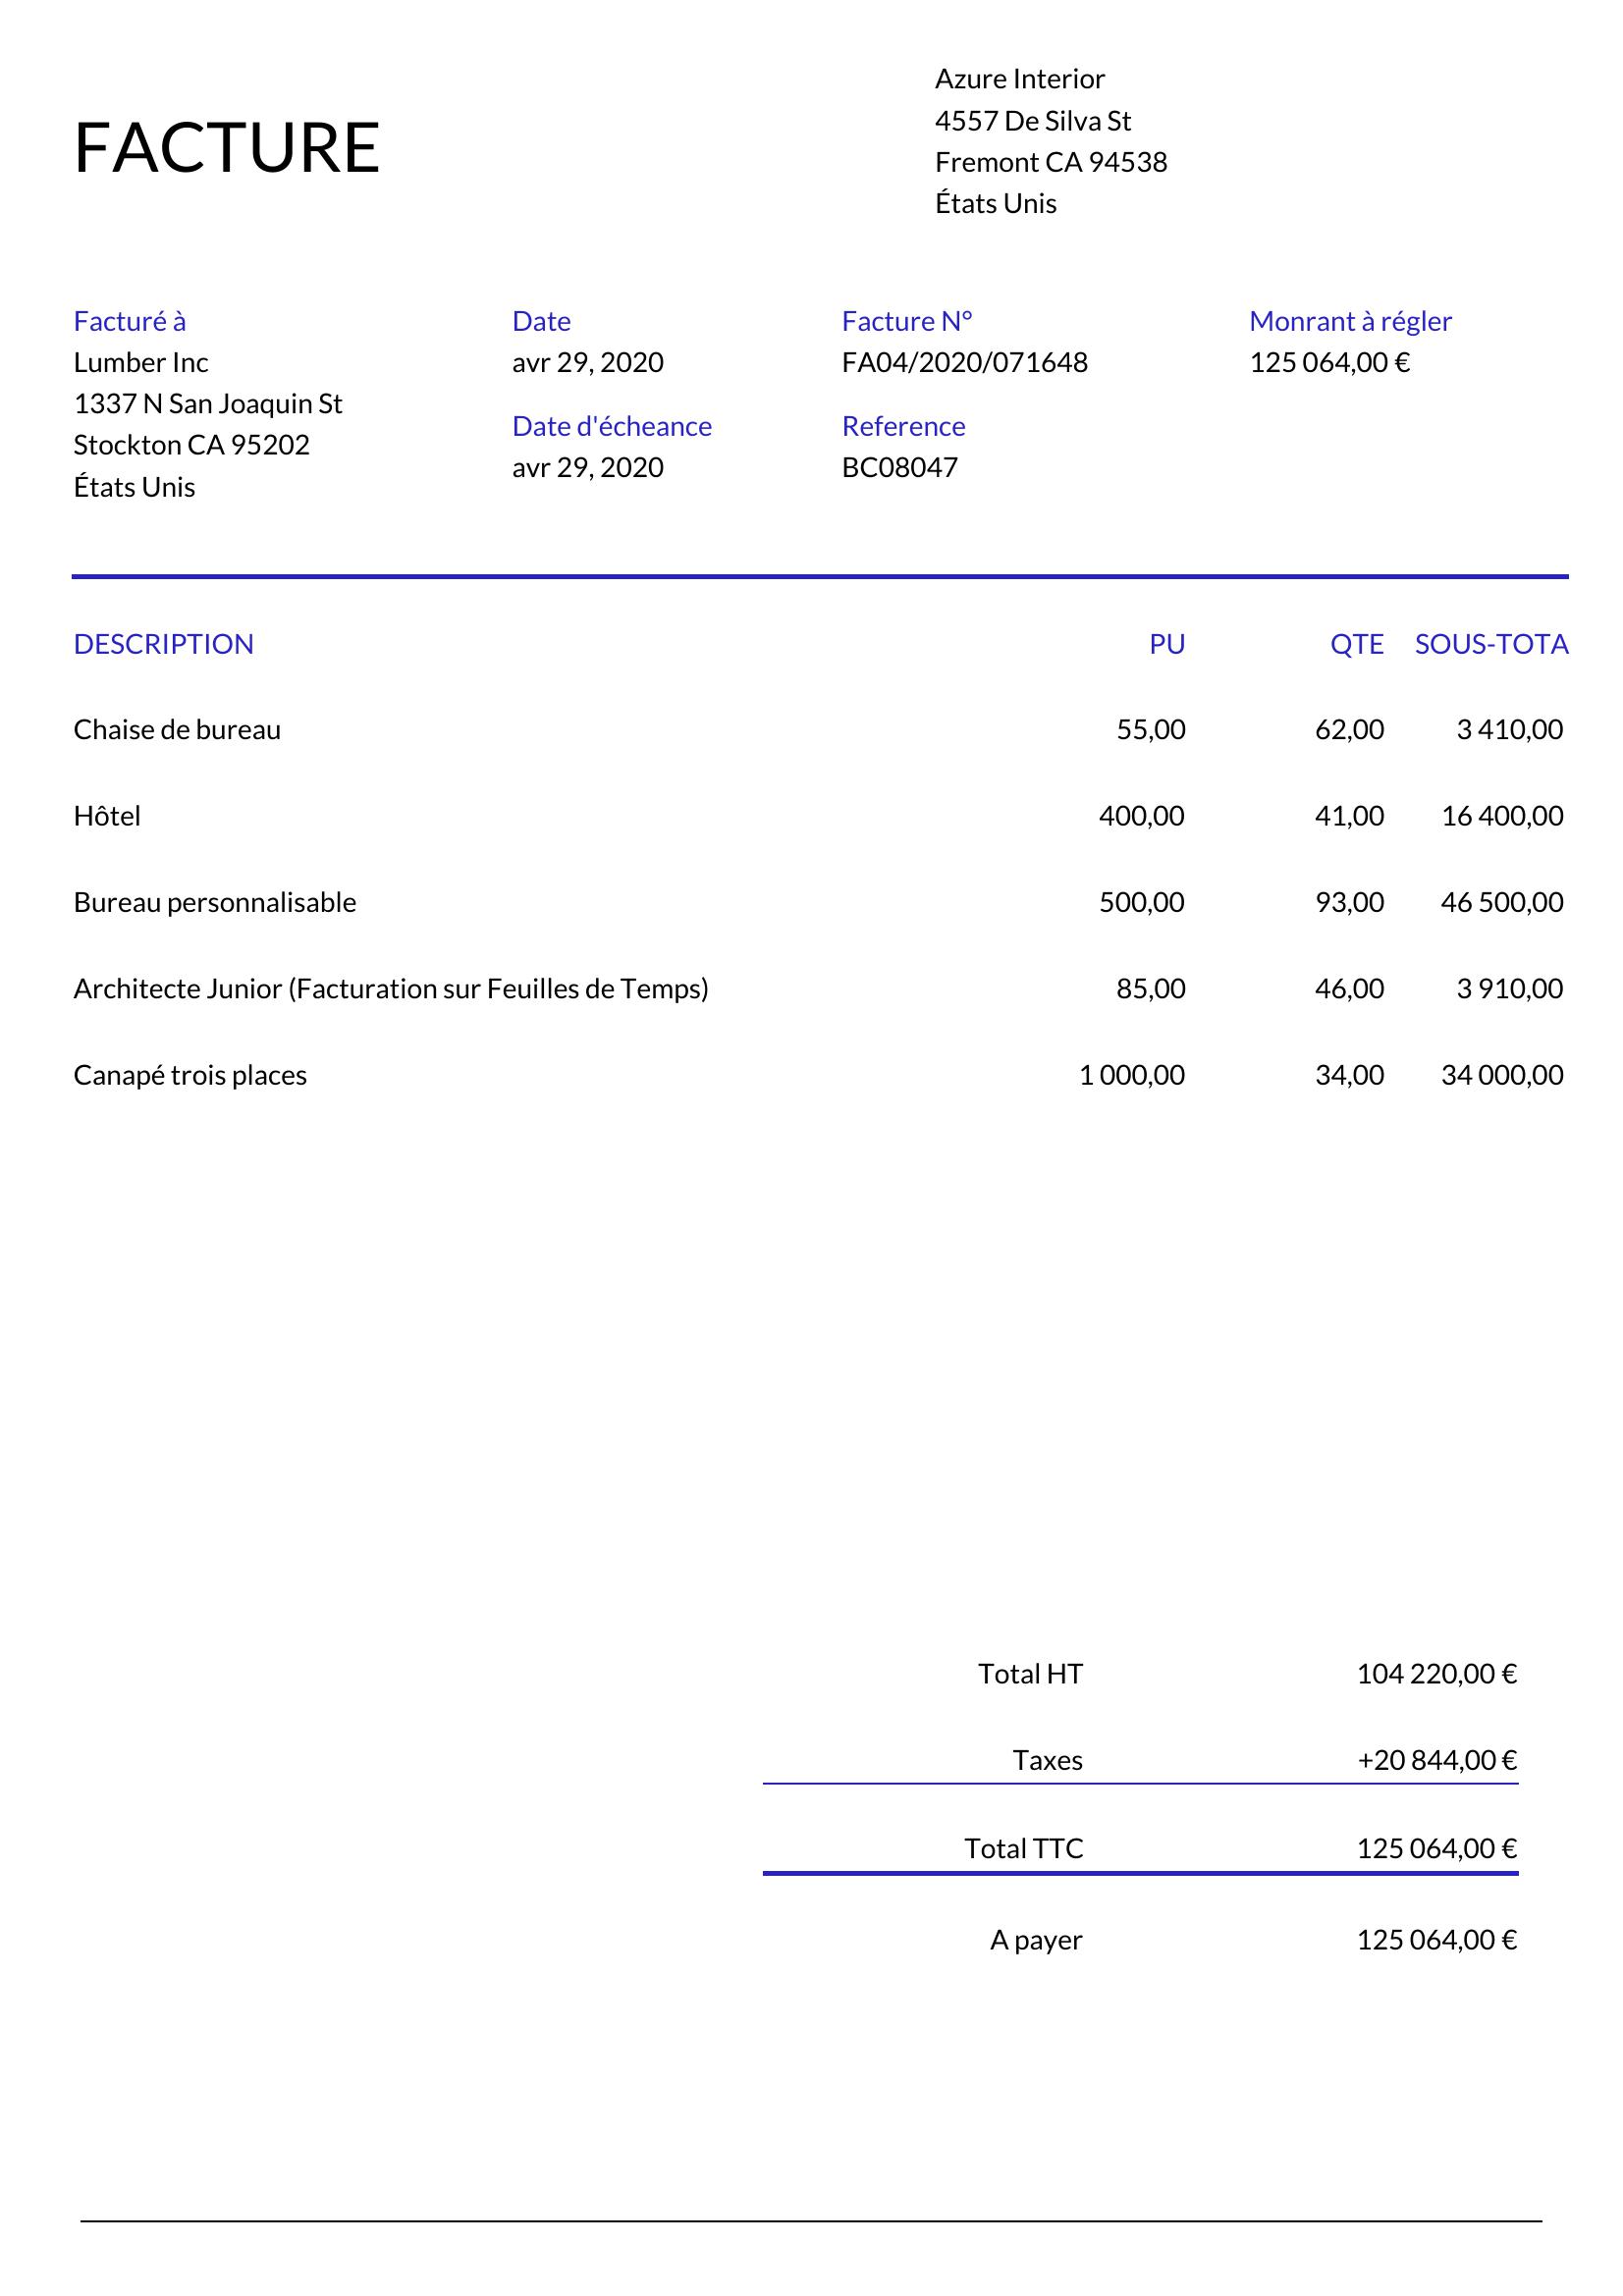 Azure Interior
4557 De Silva St
Fremont CA 94538
États Unis
FACTURE
Facturé à
Lumber Inc
1337 N San Joaquin St
Stockton CA 95202
États Unis
Date
avr 29, 2020
Date d'écheance
avr 29, 2020
Facture N°
FA04/2020/071648
Reference
BC08047
Monrant à régler
125 064,00 €
DESCRIPTION PU QTE SOUS-TOTA
Chaise de bureau 55,00 62,00 3 410,00
Hôtel 400,00 41,00 16 400,00
Bureau personnalisable 500,00 93,00 46 500,00
Architecte Junior (Facturation sur Feuilles de Temps) 85,00 46,00 3 910,00
Canapé trois places 1 000,00 34,00 34 000,00
Total HT 104 220,00 €
Taxes +20 844,00 €
Total TTC 125 064,00 €
A payer 125 064,00 €